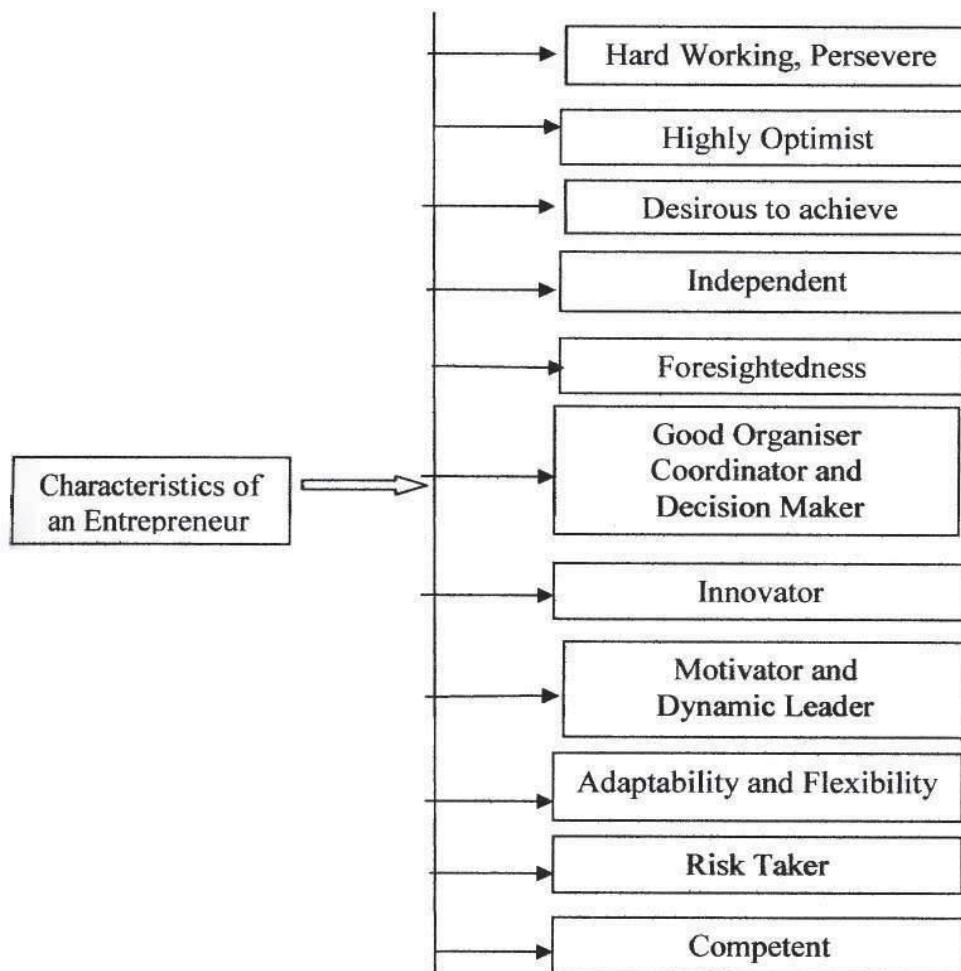 Hard Working, Persevere
Highly Optimist
Desirous to achieve
Independent
Foresightedness
Good Organiser
Coordinator and
Decision Maker
Characteristics of
an Entrepreneur
Innovator
Motivator and
Dynamic Leader
Adaptability and Flexibility
Risk Taker
Competent